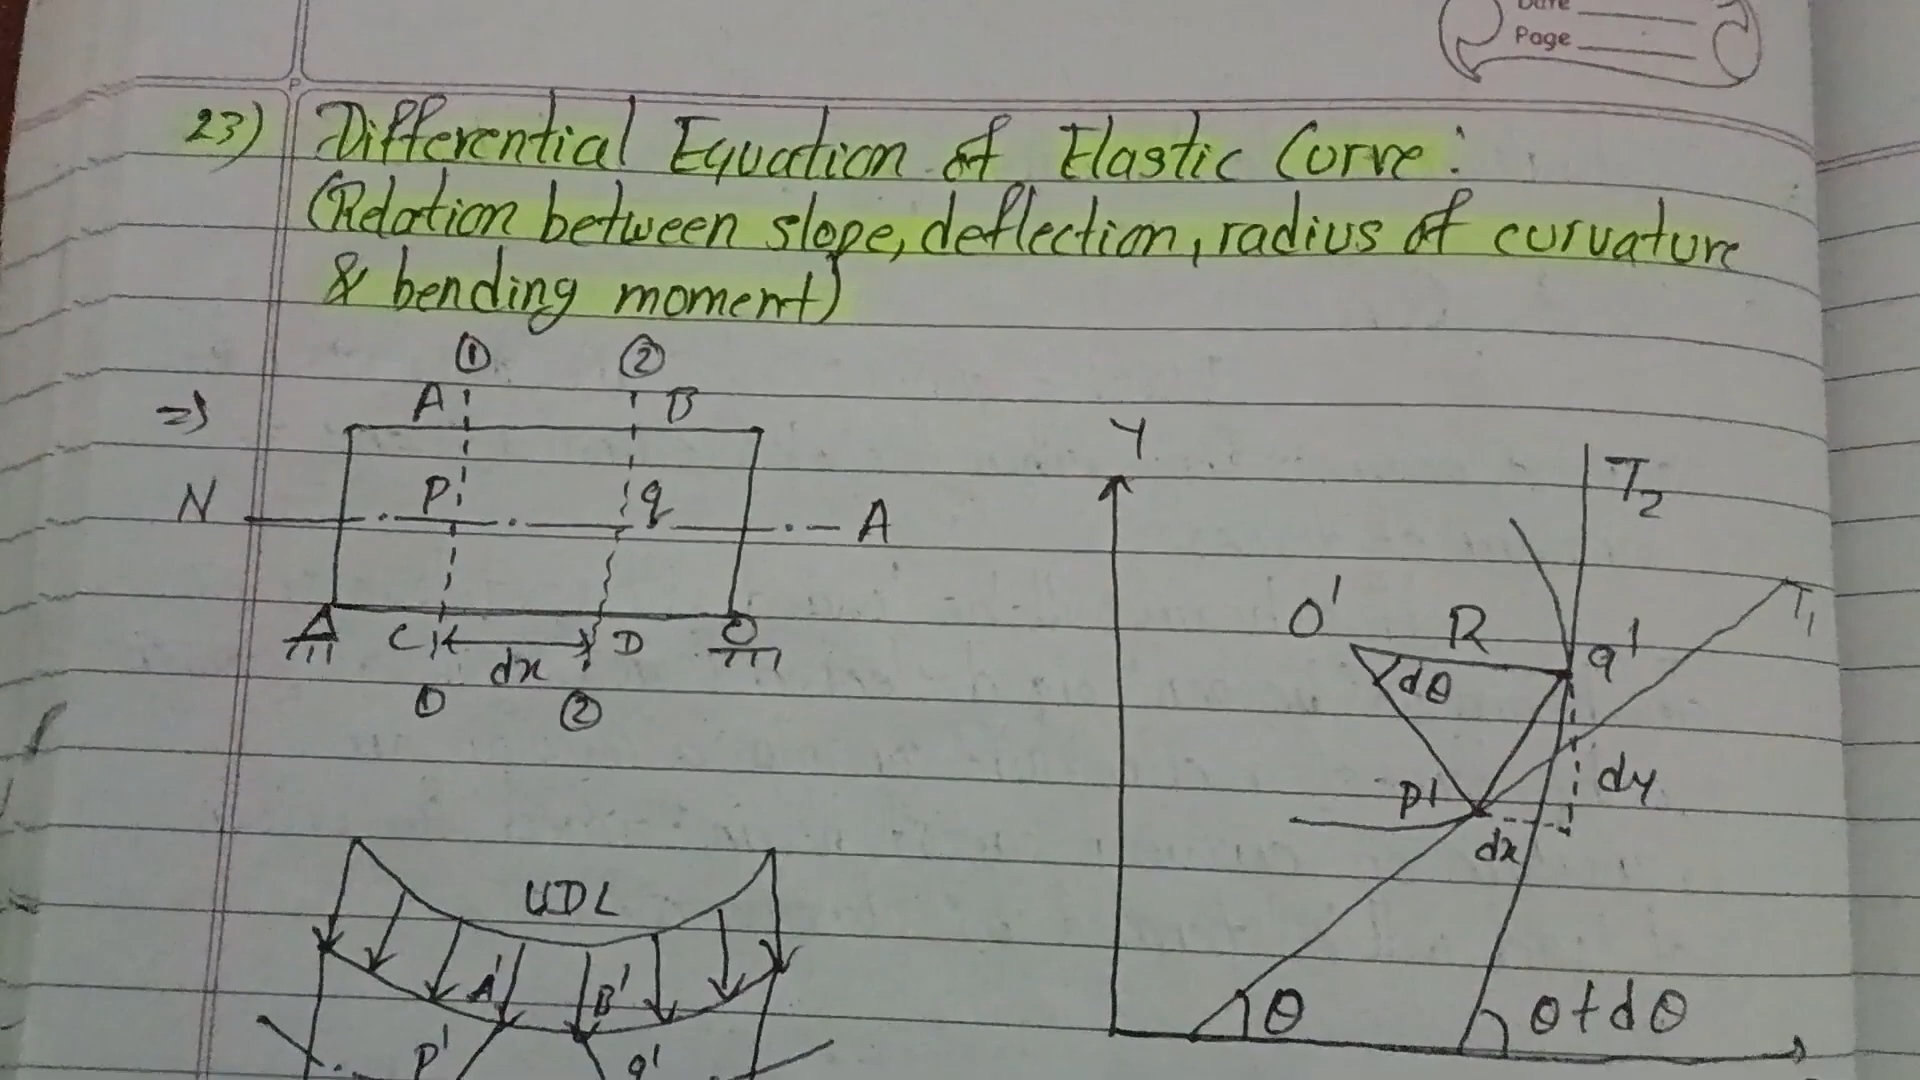 Date
Page
23) Differential Equation of Elastic Curve:
(Relation between slope, deflection, radius of curvature
& bending moment)
① ②
=> A B
Y
N P q A
T2
O' R q' T1
dθ
C dx D
① ②
dy
P'
dx
UDL
A' B'
θ θ+dθ
P' q'